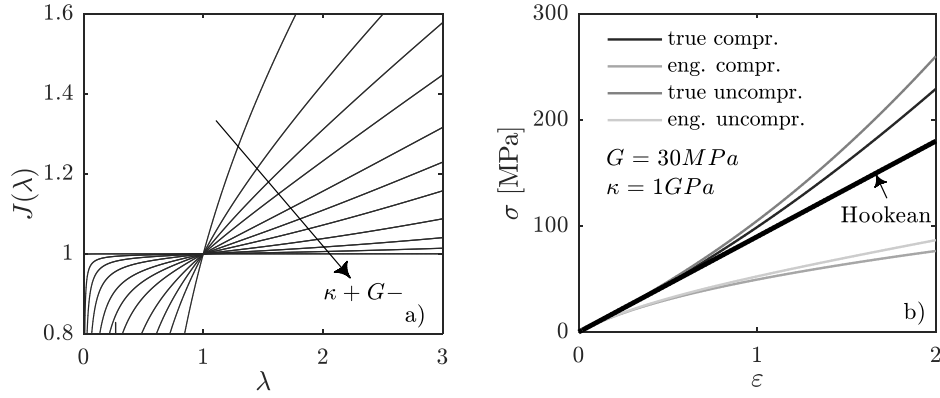 1.6
1.4
1.2
1
0.8
0
1
2
3
J(λ)
λ
κ + G−
a)
300
200
100
0
0
1
2
σ [MPa]
ε
true compr.
eng. compr.
true uncompr.
eng. uncompr.
G = 30MPa
κ = 1GPa
Hookean
b)